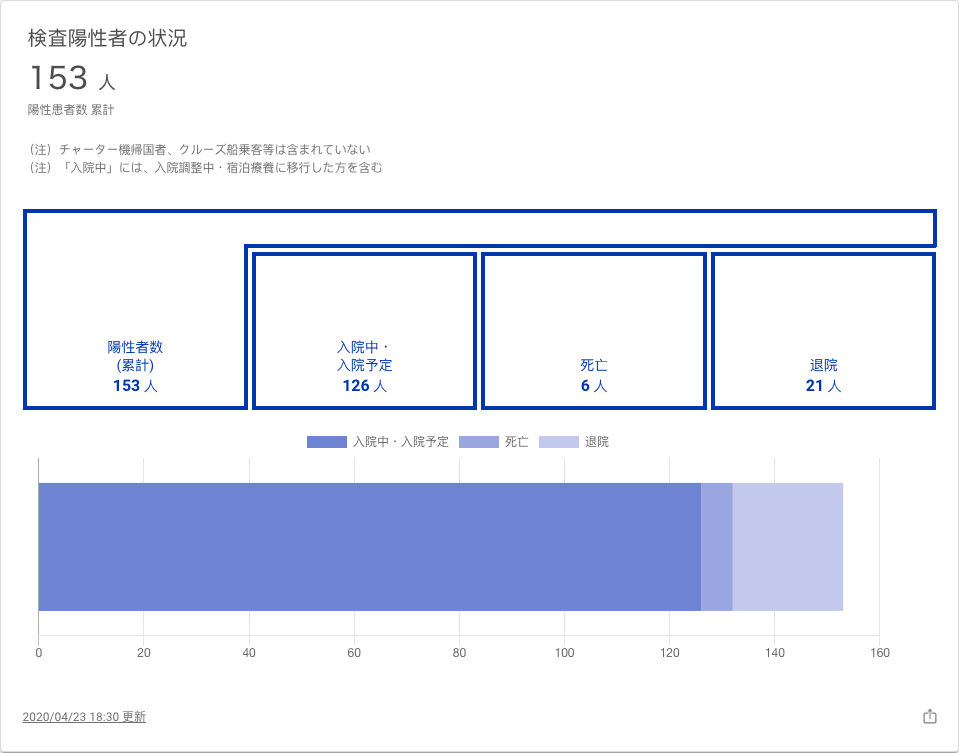 検査陽性者の状況
153 人
陽性患者数 累計
（注）チャーター機帰国者、クルーズ船乗客等は含まれていない
（注）「入院中」には、入院調整中・宿泊療養に移行した方を含む
陽性者数
(累計)
153 人
入院中・
入院予定
126 人
死亡
6 人
退院
21 人
入院中・入院予定 死亡 退院
0 20 40 60 80 100 120 140 160
2020/04/23 18:30 更新